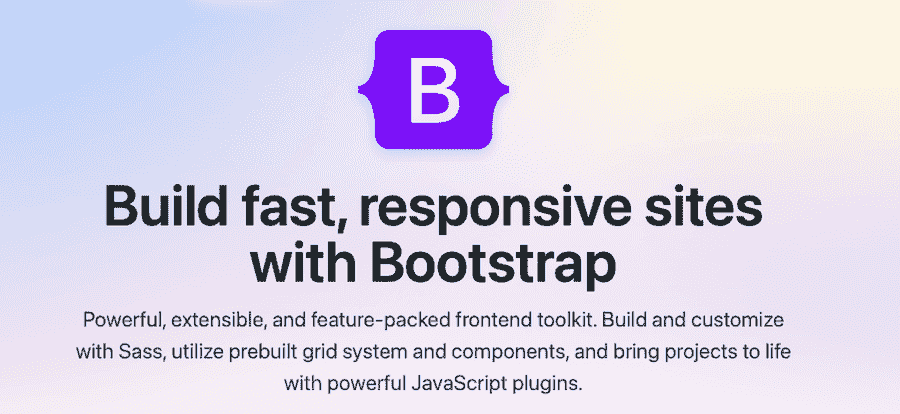 B
Build fast, responsive sites
with Bootstrap
Powerful, extensible, and feature-packed frontend toolkit. Build and customize
with Sass, utilize prebuilt grid system and components, and bring projects to life
with powerful JavaScript plugins.